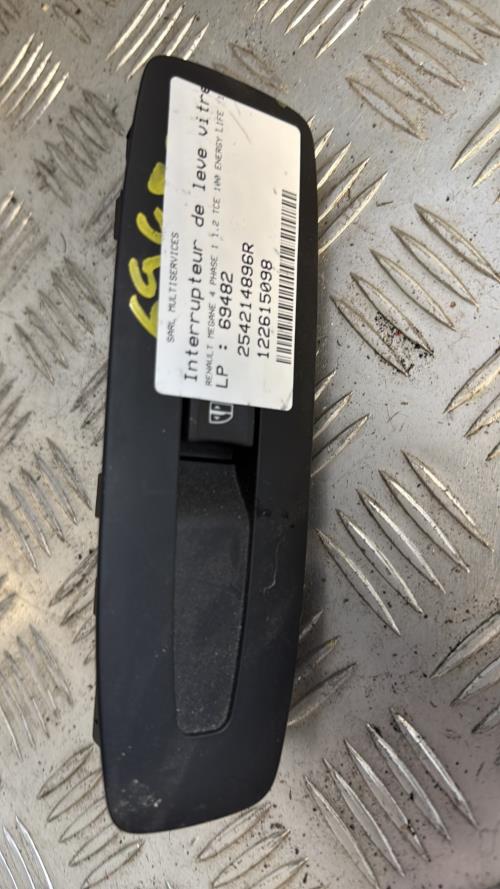 SARL MULTISERVICES
Interrupteur de leve vitre
RENAULT MEGANE 4 PHASE 1 1.2 TCE 100 ENERGY LIFE
LP : 69482
254214896R
122615098